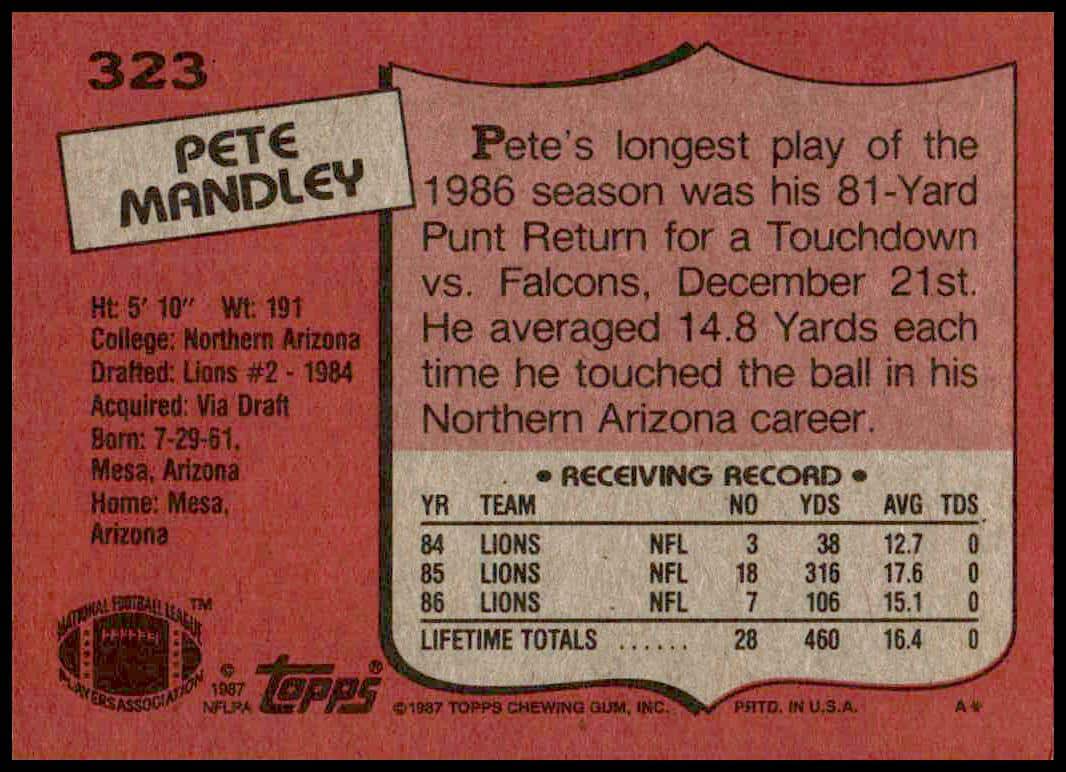 323
PETE
MANDLEY
Ht: 5' 10" Wt: 191
College: Northern Arizona
Drafted: Lions #2 - 1984
Acquired: Via Draft
Born: 7-29-61.
Mesa, Arizona
Home: Mesa,
Arizona
Pete's longest play of the
1986 season was his 81-Yard
Punt Return for a Touchdown
vs. Falcons, December 21st.
He averaged 14.8 Yards each
time he touched the ball in his
Northern Arizona career.
• RECEIVING RECORD •
YR TEAM NO YDS AVG TDS
84 LIONS NFL 3 38 12.7 0
85 LIONS NFL 18 316 17.6 0
86 LIONS NFL 7 106 15.1 0
LIFETIME TOTALS ...... 28 460 16.4 0
NATIONAL FOOTBALL LEAGUE ™
PLAYERS ASSOCIATION
©
1987
NFLPA
topps®
©1987 TOPPS CHEWING GUM, INC. PRTD. IN U.S.A. A*